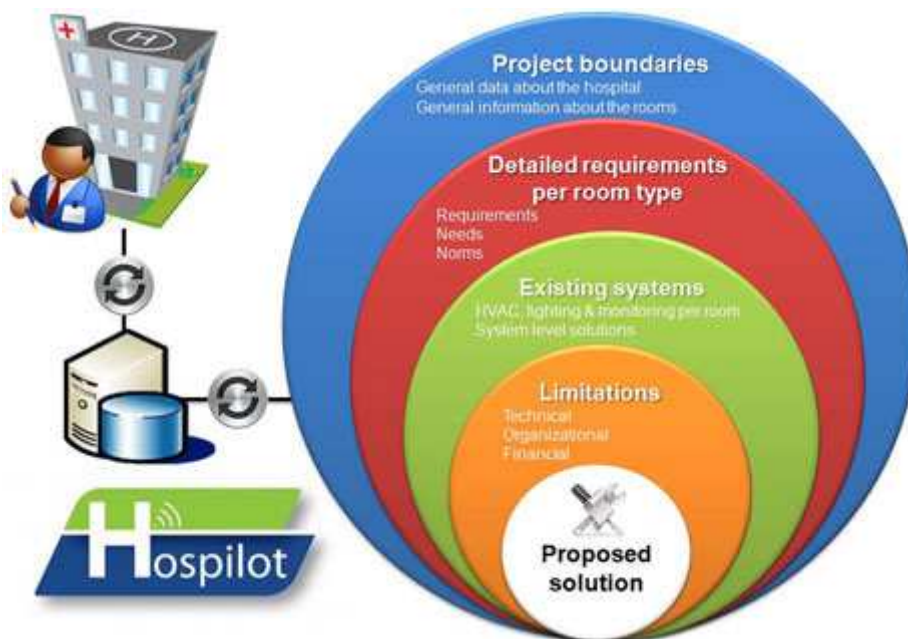 H
Project boundaries
General data about the hospital
General information about the rooms
Detailed requirements
per room type
Requirements
Needs
Norms
Existing systems
HVAC, lighting & monitoring per room
System level solutions
Limitations
Technical
Organizational
Financial
Proposed
solution
Hospilot